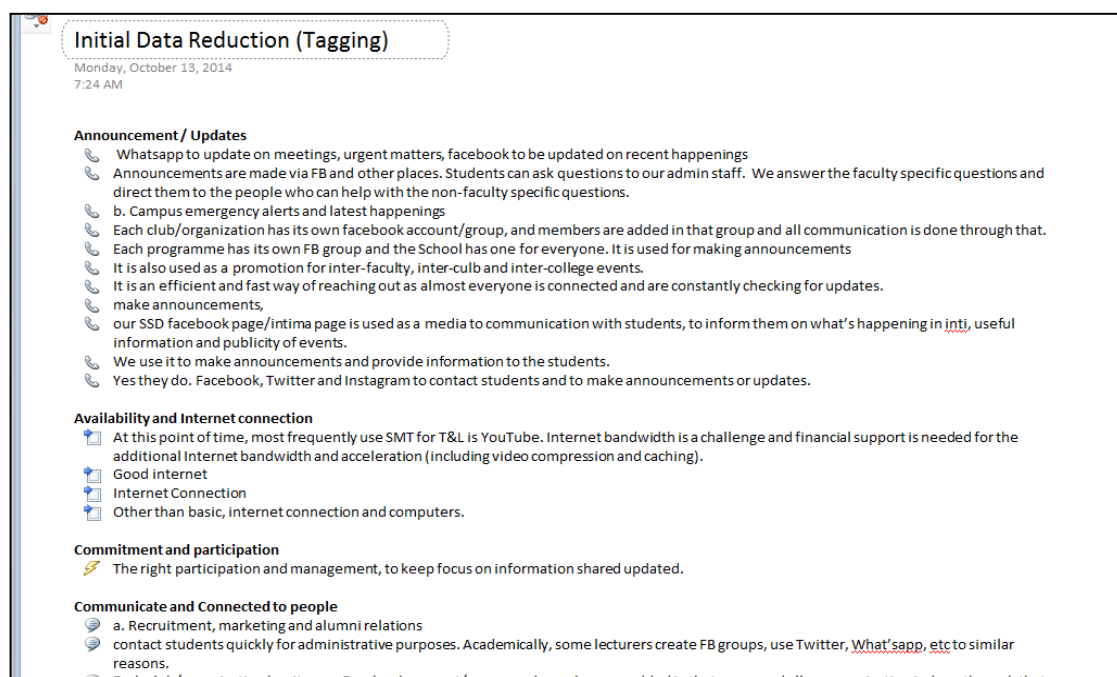 Initial Data Reduction (Tagging)
Monday, October 13, 2014
7:24 AM
Announcement / Updates
Whatsapp to update on meetings, urgent matters, facebook to be updated on recent happenings
Announcements are made via FB and other places. Students can ask questions to our admin staff.  We answer the faculty specific questions and
direct them to the people who can help with the non-faculty specific questions.
b. Campus emergency alerts and latest happenings
Each club/organization has its own facebook account/group, and members are added in that group and all communication is done through that.
Each programme has its own FB group and the School has one for everyone. It is used for making announcements
It is also used as a promotion for inter-faculty, inter-culb and inter-college events.
It is an efficient and fast way of reaching out as almost everyone is connected and are constantly checking for updates.
make announcements,
our SSD facebook page/intima page is used as a media to communication with students, to inform them on what's happening in inti, useful
information and publicity of events.
We use it to make announcements and provide information to the students.
Yes they do. Facebook, Twitter and Instagram to contact students and to make announcements or updates.
Availability and Internet connection
At this point of time, most frequently use SMT for T&L is YouTube. Internet bandwidth is a challenge and financial support is needed for the
additional Internet bandwidth and acceleration (including video compression and caching).
Good internet
Internet Connection
Other than basic, internet connection and computers.
Commitment and participation
The right participation and management, to keep focus on information shared updated.
Communicate and Connected to people
a. Recruitment, marketing and alumni relations
contact students quickly for administrative purposes. Academically, some lecturers create FB groups, use Twitter, What'sapp, etc to similar
reasons.